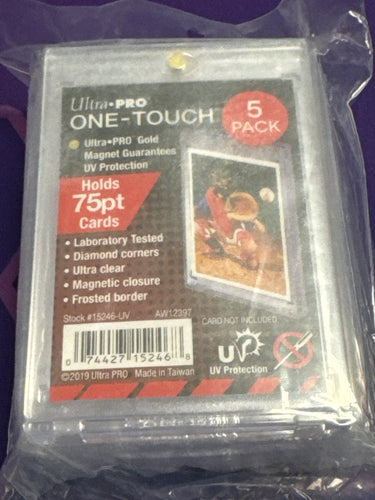 Ultra•PRO
ONE-TOUCH™
5
PACK
Ultra•PRO® Gold
Magnet Guarantees
UV Protection
Holds
75pt
Cards
• Laboratory Tested
• Diamond corners
• Ultra clear
• Magnetic closure
• Frosted border
Stock #15246-UV AW12397
CARD NOT INCLUDED
0 74427 15246 8
©2019 Ultra PRO® Made in Taiwan
UP
UV Protection